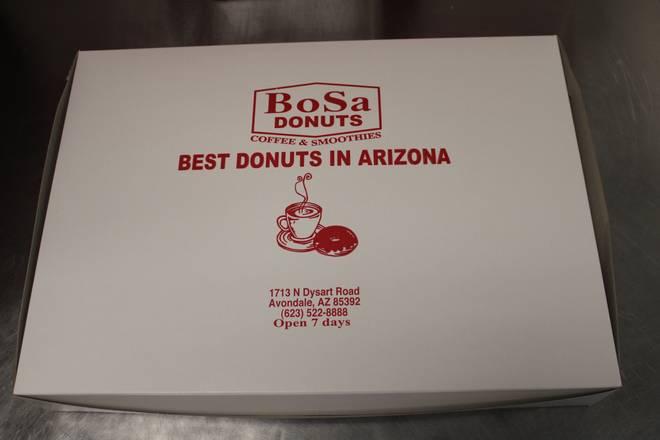 BoSa
DONUTS
COFFEE & SMOOTHIES
BEST DONUTS IN ARIZONA
1713 N Dysart Road
Avondale, AZ 85392
(623) 522-8888
Open 7 days